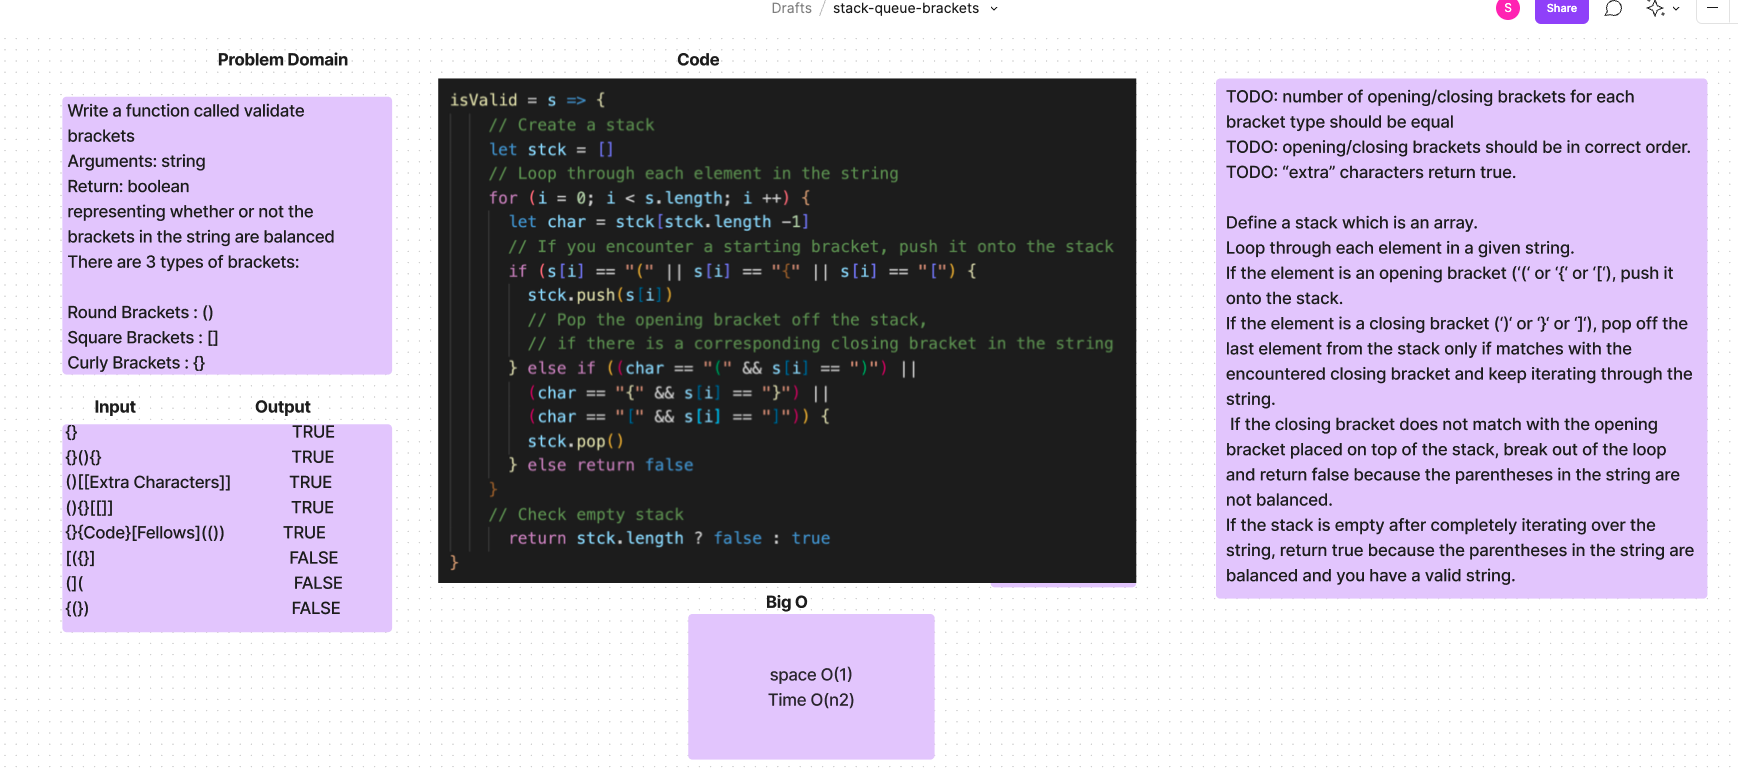 Drafts / stack-queue-brackets
S
Share
Problem Domain
Write a function called validate
brackets
Arguments: string
Return: boolean
representing whether or not the
brackets in the string are balanced
There are 3 types of brackets:
Round Brackets : ()
Square Brackets : []
Curly Brackets : {}
Input Output
{} TRUE
{}(){} TRUE
()[[Extra Characters]] TRUE
(){}[[]] TRUE
{}{Code}[Fellows](()) TRUE
[({}] FALSE
(]( FALSE
{(}) FALSE
Code
isValid = s => {
// Create a stack
let stck = []
// Loop through each element in the string
for (i = 0; i < s.length; i ++) {
let char = stck[stck.length -1]
// If you encounter a starting bracket, push it onto the stack
if (s[i] == "(" || s[i] == "{" || s[i] == "[") {
stck.push(s[i])
// Pop the opening bracket off the stack,
// if there is a corresponding closing bracket in the string
} else if ((char == "(" && s[i] == ")") ||
(char == "{" && s[i] == "}") ||
(char == "[" && s[i] == "]")) {
stck.pop()
} else return false
}
// Check empty stack
return stck.length ? false : true
}
Big O
space O(1)
Time O(n2)
TODO: number of opening/closing brackets for each
bracket type should be equal
TODO: opening/closing brackets should be in correct order.
TODO: “extra” characters return true.
Define a stack which is an array.
Loop through each element in a given string.
If the element is an opening bracket (‘(‘ or ‘{‘ or ‘[‘), push it
onto the stack.
If the element is a closing bracket (‘)‘ or ‘}‘ or ‘]‘), pop off the
last element from the stack only if matches with the
encountered closing bracket and keep iterating through the
string.
If the closing bracket does not match with the opening
bracket placed on top of the stack, break out of the loop
and return false because the parentheses in the string are
not balanced.
If the stack is empty after completely iterating over the
string, return true because the parentheses in the string are
balanced and you have a valid string.